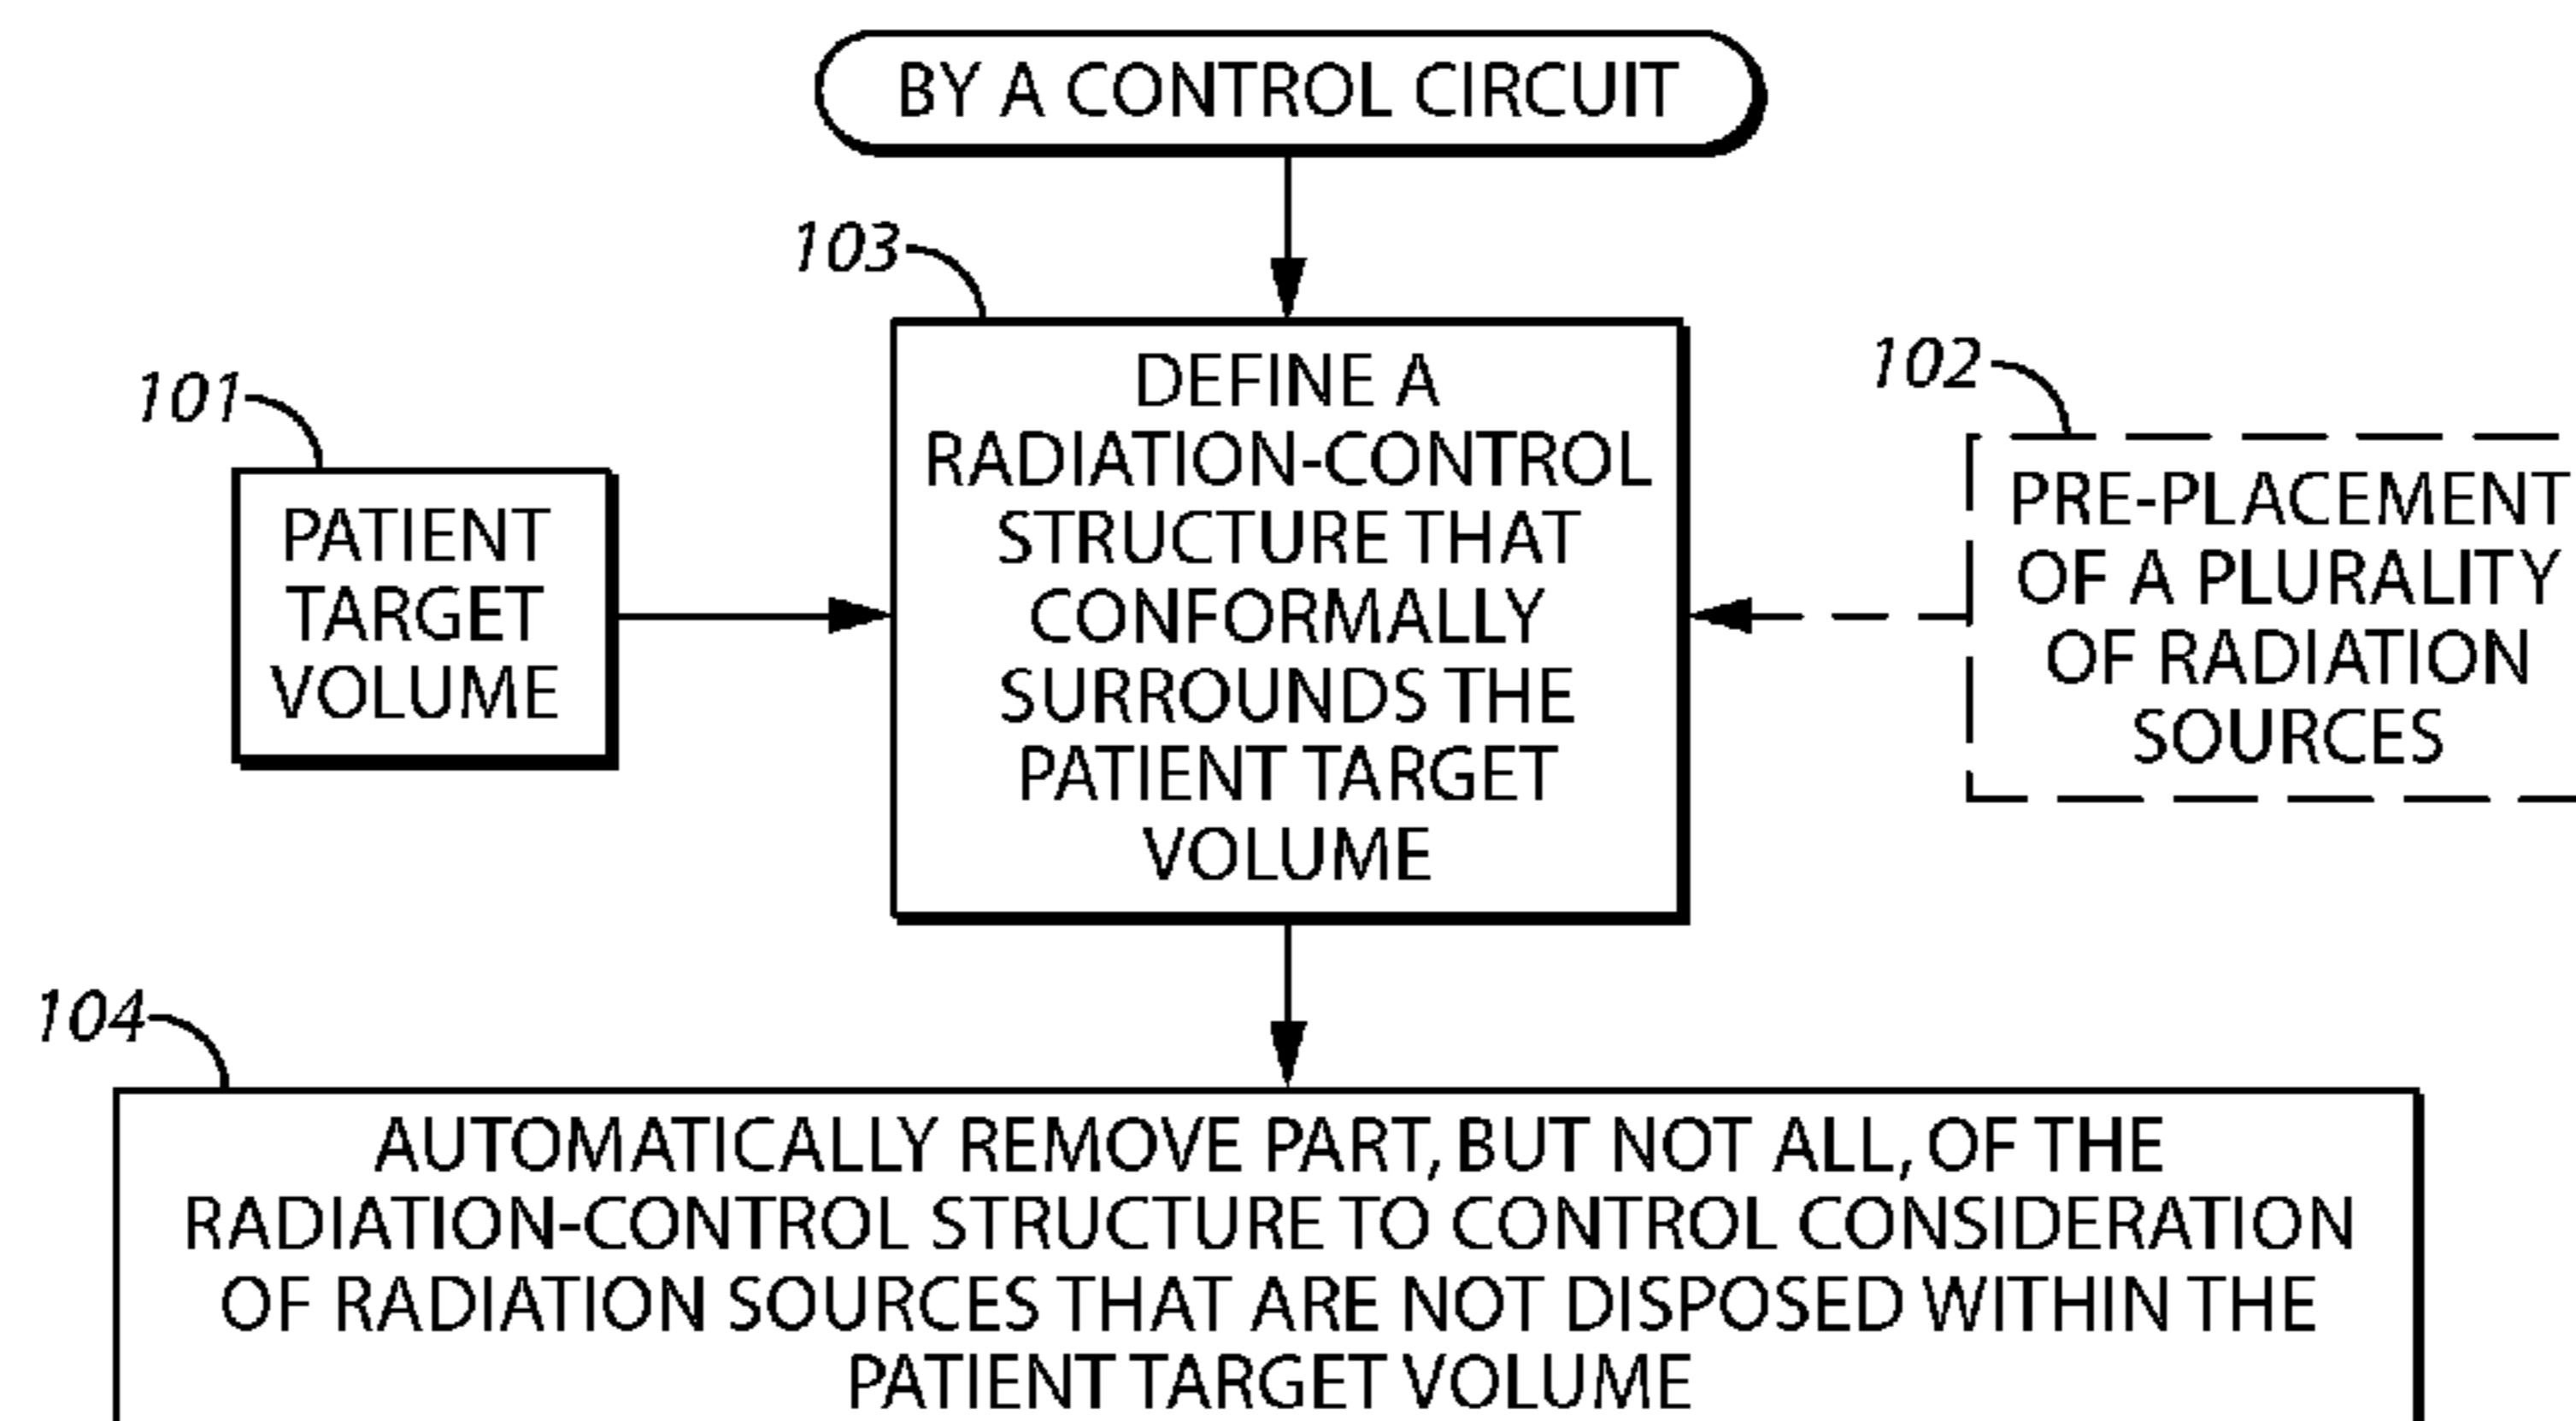 BY A CONTROL CIRCUIT
103
DEFINE A
RADIATION-CONTROL
STRUCTURE THAT
CONFORMALLY
SURROUNDS THE
PATIENT TARGET
VOLUME
101
PATIENT
TARGET
VOLUME
102
PRE-PLACEMENT
OF A PLURALITY
OF RADIATION
SOURCES
104
AUTOMATICALLY REMOVE PART, BUT NOT ALL, OF THE
RADIATION-CONTROL STRUCTURE TO CONTROL CONSIDERATION
OF RADIATION SOURCES THAT ARE NOT DISPOSED WITHIN THE
PATIENT TARGET VOLUME